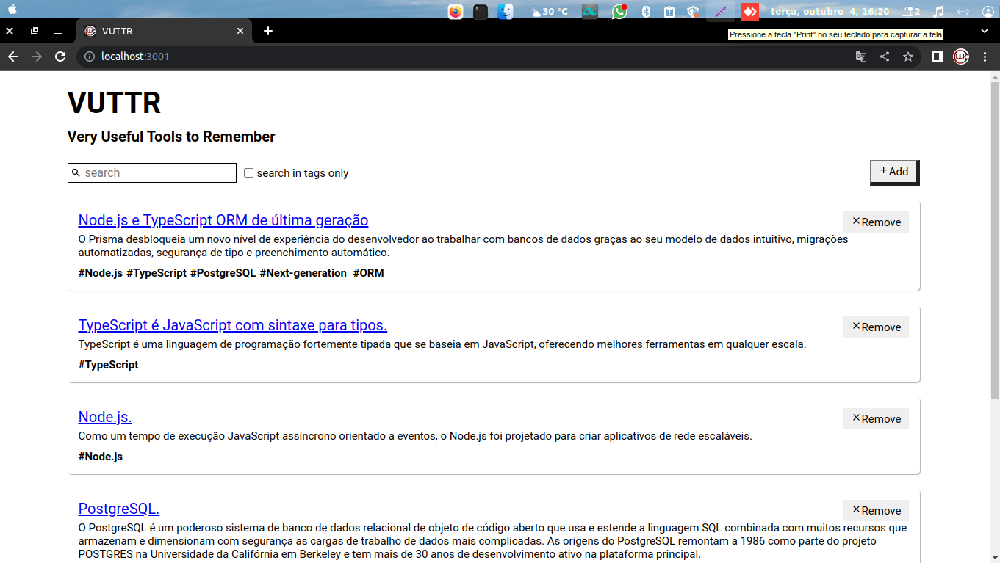 30 °C
terça, outubro 4, 16:20
2
VUTTR
Pressione a tecla "Print" no seu teclado para capturar a tela
localhost:3001
VUTTR
Very Useful Tools to Remember
search
search in tags only
+Add
Node.js e TypeScript ORM de última geração
×Remove
O Prisma desbloqueia um novo nível de experiência do desenvolvedor ao trabalhar com bancos de dados graças ao seu modelo de dados intuitivo, migrações
automatizadas, segurança de tipo e preenchimento automático.
#Node.js #TypeScript #PostgreSQL #Next-generation #ORM
TypeScript é JavaScript com sintaxe para tipos.
×Remove
TypeScript é uma linguagem de programação fortemente tipada que se baseia em JavaScript, oferecendo melhores ferramentas em qualquer escala.
#TypeScript
Node.js.
×Remove
Como um tempo de execução JavaScript assíncrono orientado a eventos, o Node.js foi projetado para criar aplicativos de rede escaláveis.
#Node.js
PostgreSQL.
×Remove
O PostgreSQL é um poderoso sistema de banco de dados relacional de objeto de código aberto que usa e estende a linguagem SQL combinada com muitos recursos que
armazenam e dimensionam com segurança as cargas de trabalho de dados mais complicadas. As origens do PostgreSQL remontam a 1986 como parte do projeto
POSTGRES na Universidade da Califórnia em Berkeley e tem mais de 30 anos de desenvolvimento ativo na plataforma principal.